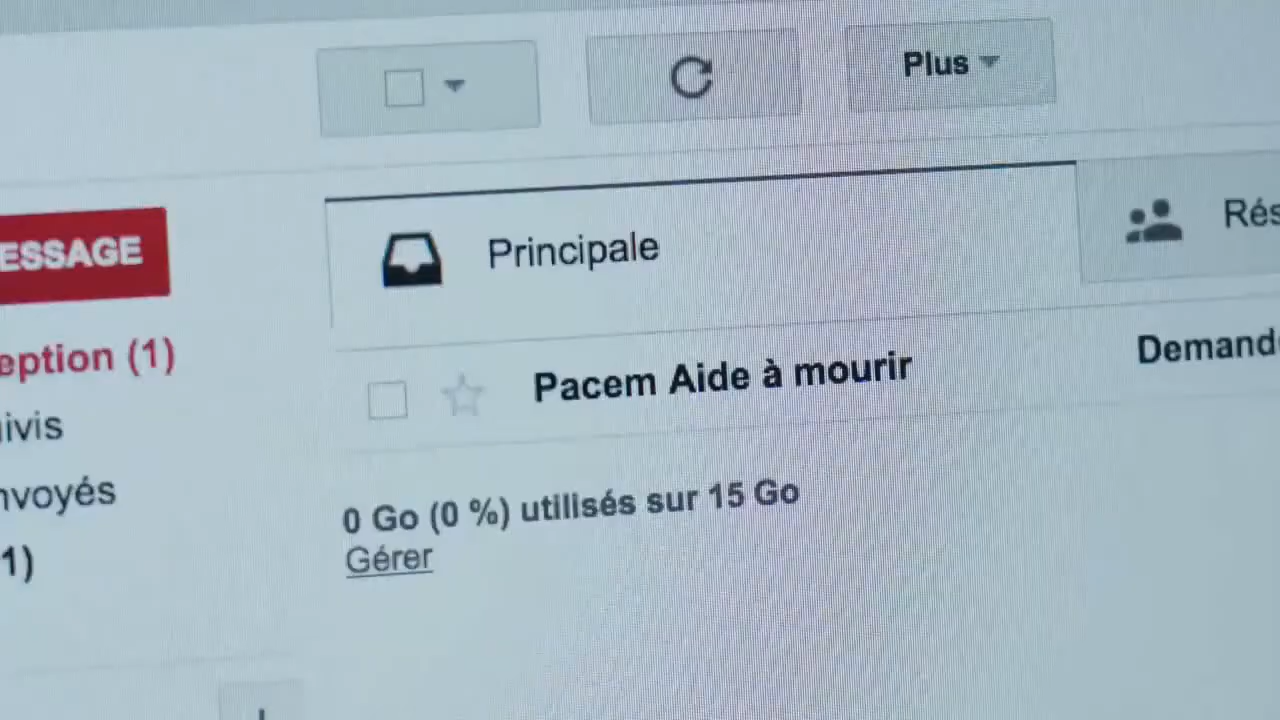 Plus
ESSAGE
Principale
Rés
eption (1)
Pacem Aide à mourir
Demand
ivis
nvoyés
0 Go (0 %) utilisés sur 15 Go
Gérer
1)